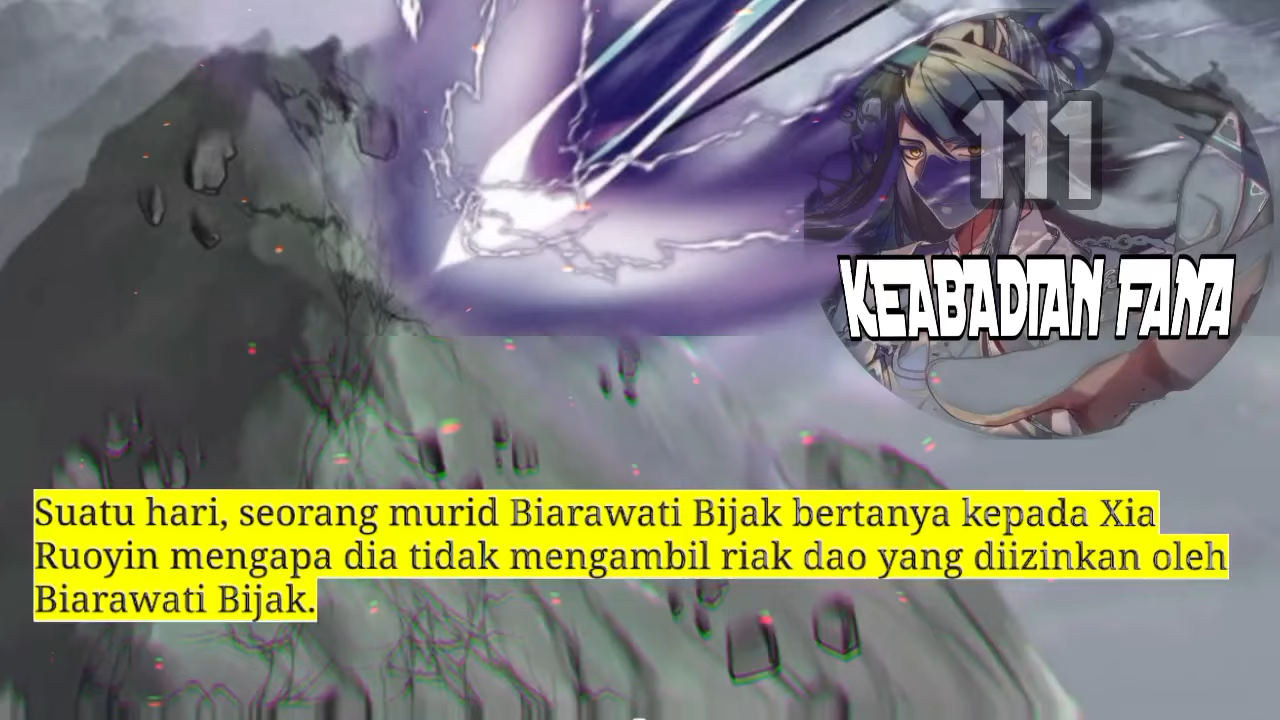 111
KEABADIAN FANA
Suatu hari, seorang murid Biarawati Bijak bertanya kepada Xia
Ruoyin mengapa dia tidak mengambil riak dao yang diizinkan oleh
Biarawati Bijak.